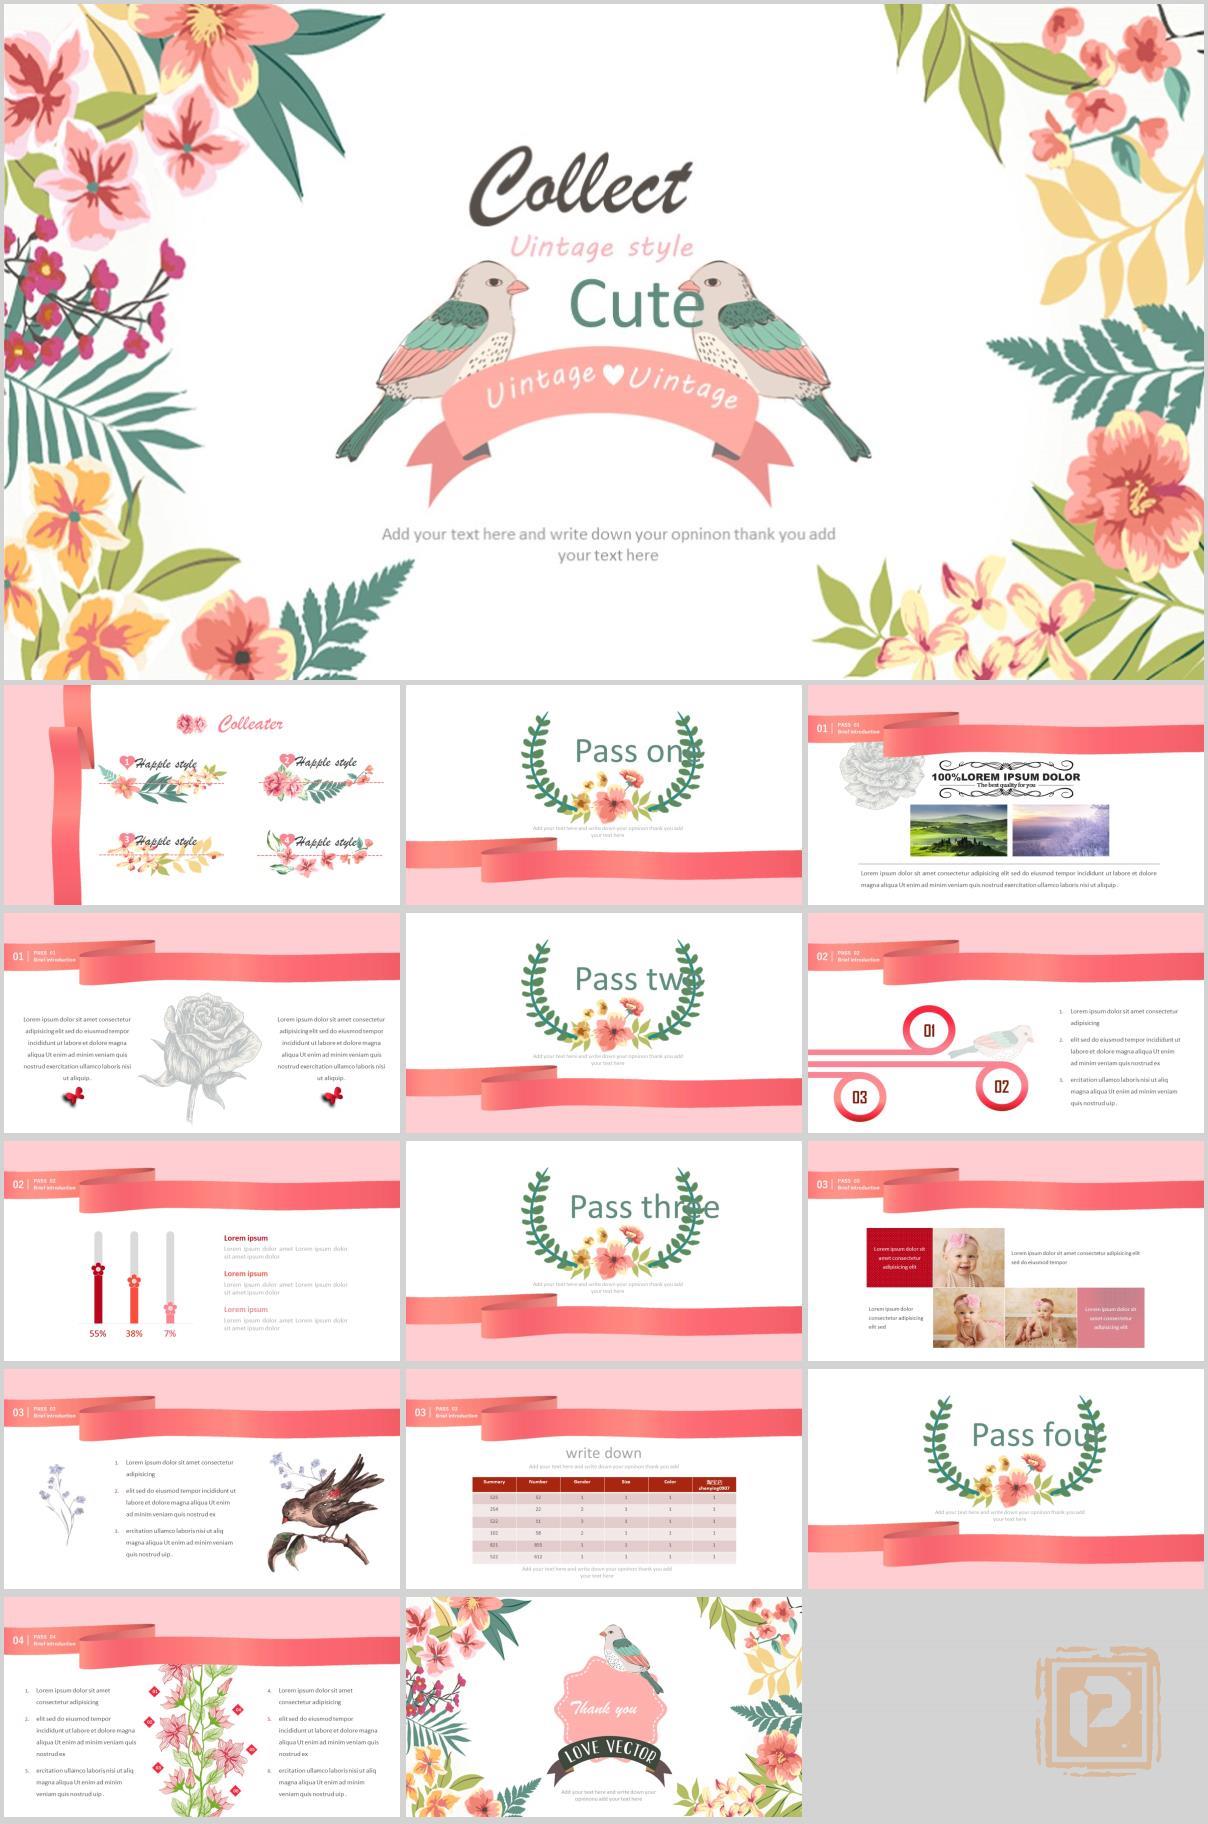 Collect
Vintage style
Cute
Vintage Vintage
Add your text here and write down your opninon thank you add
your text here
Colleater
1 Happle style
2 Happle style
3 Happle style
4 Happle style
Pass one
Add your text here and write down your opninon thank you add
your text here
01 PASS 01
Brief introduction
100%LOREM IPSUM DOLOR
The best quality for you
Lorem ipsum dolor sit amet consectetur adipisicing elit sed do eiusmod tempor incididunt ut labore et dolore
magna aliqua Ut enim ad minim veniam quis nostrud exercitation ullamco laboris nisi ut aliquip .
01 PASS 01
Brief introduction
Lorem ipsum dolor sit amet consectetur
adipisicing elit sed do eiusmod tempor
incididunt ut labore et dolore magna
aliqua Ut enim ad minim veniam quis
nostrud exercitation ullamco laboris nisi
ut aliquip .
Lorem ipsum dolor sit amet consectetur
adipisicing elit sed do eiusmod tempor
incididunt ut labore et dolore magna
aliqua Ut enim ad minim veniam quis
nostrud exercitation ullamco laboris nisi
ut aliquip .
Pass two
Add your text here and write down your opninon thank you add
your text here
02 PASS 02
Brief introduction
01
02
03
1. Lorem ipsum dolor sit amet consectetur
adipisicing
2. elit sed do eiusmod tempor incididunt ut
labore et dolore magna aliqua Ut enim
ad minim veniam quis nostrud ex
3. ercitation ullamco laboris nisi ut aliq
magna aliqua Ut enim ad minim veniam
quis nostrud uip .
02 PASS 02
Brief introduction
55% 38% 7%
Lorem ipsum
Lorem ipsum dolor amet Lorem ipsum dolor
sit amet ipsum dolor
Lorem ipsum
Lorem ipsum dolor amet Lorem ipsum dolor
sit amet ipsum dolor
Lorem ipsum
Lorem ipsum dolor amet Lorem ipsum dolor
sit amet ipsum dolor
Pass three
Add your text here and write down your opninon thank you add
your text here
03 PASS 03
Brief introduction
Lorem ipsum dolor sit
amet consectetur
adipisicing elit
Lorem ipsum dolor sit amet consectetur adipisicing elit
sed do eiusmod tempor
Lorem ipsum dolor
consectetur adipisicing
elit sed
Lorem ipsum dolor sit
amet consectetur
adipisicing elit
03 PASS 03
Brief introduction
1. Lorem ipsum dolor sit amet consectetur
adipisicing
2. elit sed do eiusmod tempor incididunt ut
labore et dolore magna aliqua Ut enim
ad minim veniam quis nostrud ex
3. ercitation ullamco laboris nisi ut aliq
magna aliqua Ut enim ad minim veniam
quis nostrud uip .
03 PASS 03
Brief introduction
write down
Add your text here and write down your opninon thank you add
Summary Number Gender Size Color 淘宝店 chenying0907
525 52 1 1 1 1
254 22 2 1 1 1
522 11 3 1 1 1
102 58 2 1 1 1
821 855 1 1 1 1
522 612 3 1 1 1
Add your text here and write down your opninon thank you add
your text here
Pass four
Add your text here and write down your opninon thank you add
your text here
04 PASS 04
Brief introduction
1. Lorem ipsum dolor sit amet
consectetur adipisicing
2. elit sed do eiusmod tempor
incididunt ut labore et dolore magna
aliqua Ut enim ad minim veniam quis
nostrud ex
3. ercitation ullamco laboris nisi ut aliq
magna aliqua Ut enim ad minim
veniam quis nostrud uip .
4. Lorem ipsum dolor sit amet
consectetur adipisicing
5. elit sed do eiusmod tempor
incididunt ut labore et dolore magna
aliqua Ut enim ad minim veniam quis
nostrud ex
6. ercitation ullamco laboris nisi ut aliq
magna aliqua Ut enim ad minim
veniam quis nostrud uip .
Thank you
LOVE VECTOR
Add your text here and write down your
opninonu add your text here